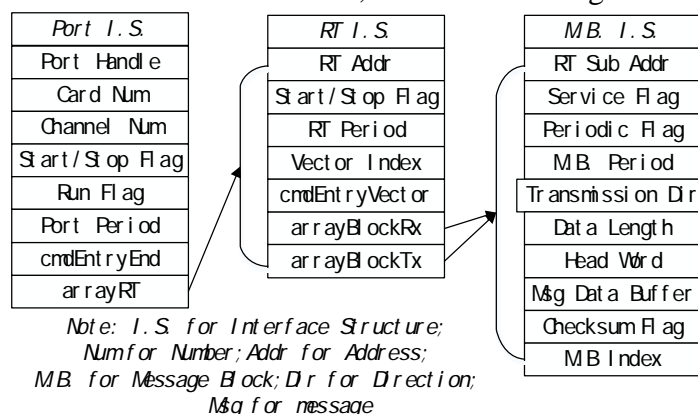 Port I.S.
Port Handle
Card Num
Channel Num
Start/Stop Flag
Run Flag
Port Period
cmdEntryEnd
arrayRT
RT I.S.
RT Addr
Start/Stop Flag
RT Period
Vector Index
cmdEntryVector
arrayBlockRx
arrayBlockTx
M.B. I.S.
RT Sub Addr
Service Flag
Periodic Flag
M.B. Period
Transmission Dir
Data Length
Head Word
Msg Data Buffer
Checksum Flag
MB Index
Note: I.S. for Interface Structure;
Num for Number; Addr for Address;
M.B. for Message Block; Dir for Direction;
Msg for message